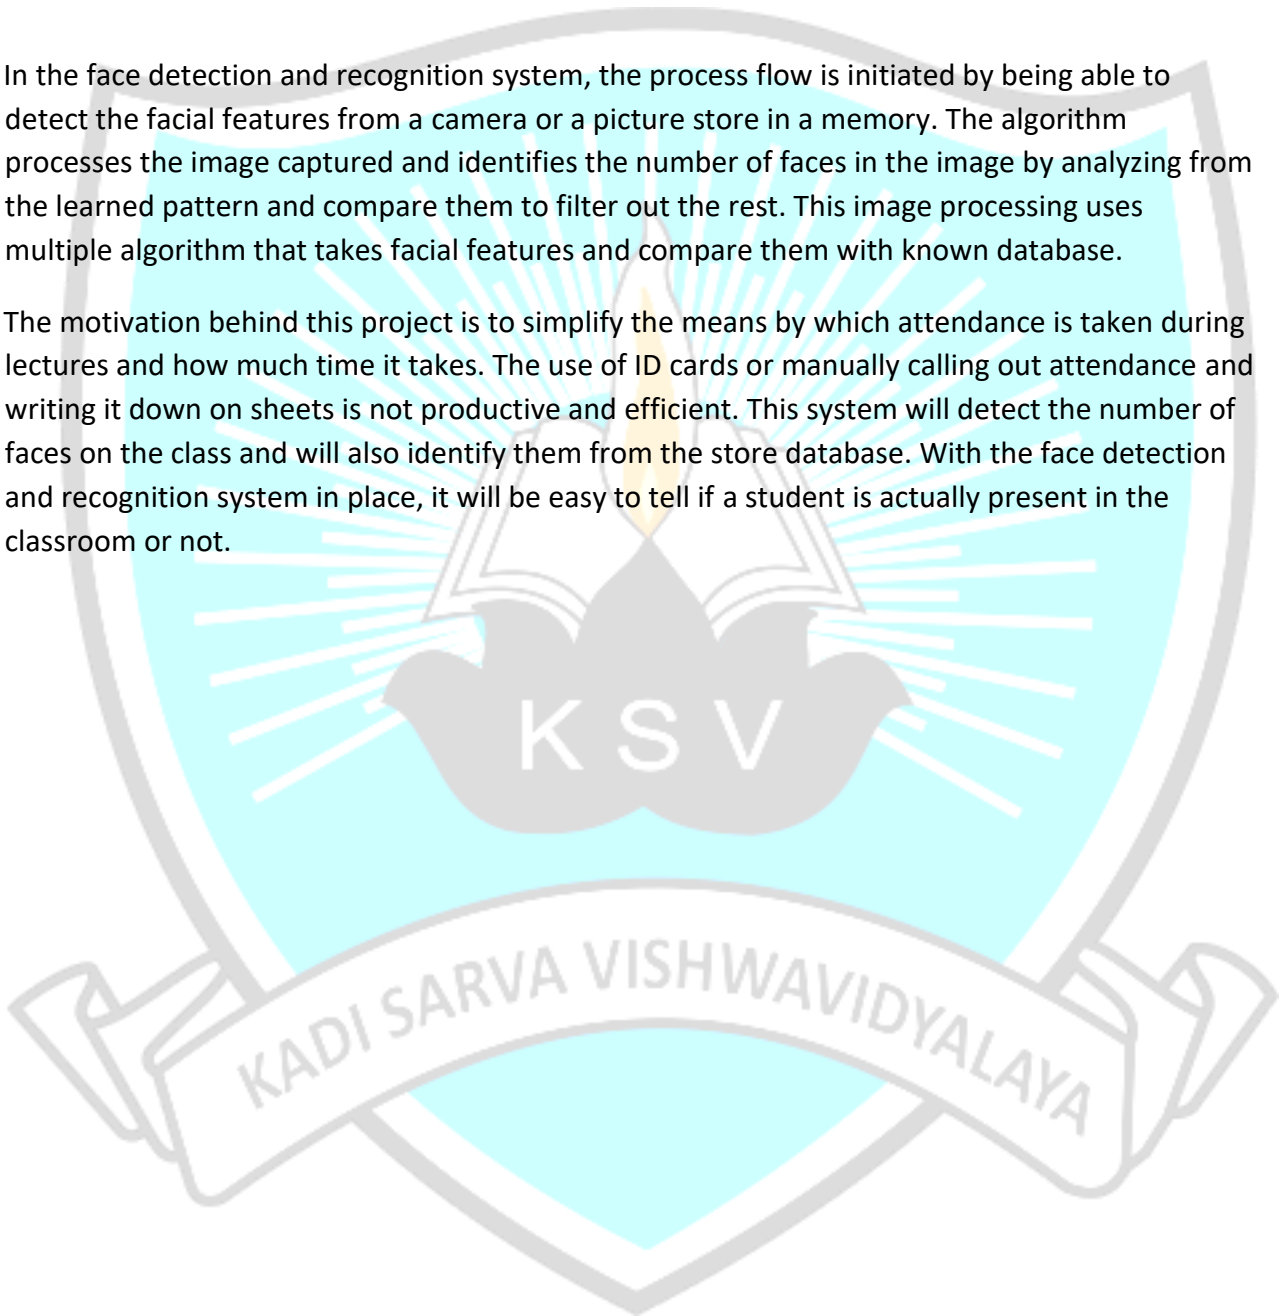 In the face detection and recognition system, the process flow is initiated by being able to
detect the facial features from a camera or a picture store in a memory. The algorithm
processes the image captured and identifies the number of faces in the image by analyzing from
the learned pattern and compare them to filter out the rest. This image processing uses
multiple algorithm that takes facial features and compare them with known database.
The motivation behind this project is to simplify the means by which attendance is taken during
lectures and how much time it takes. The use of ID cards or manually calling out attendance and
writing it down on sheets is not productive and efficient. This system will detect the number of
faces on the class and will also identify them from the store database. With the face detection
and recognition system in place, it will be easy to tell if a student is actually present in the
classroom or not.
K S V
KADI SARVA VISHWAVIDYALAYA